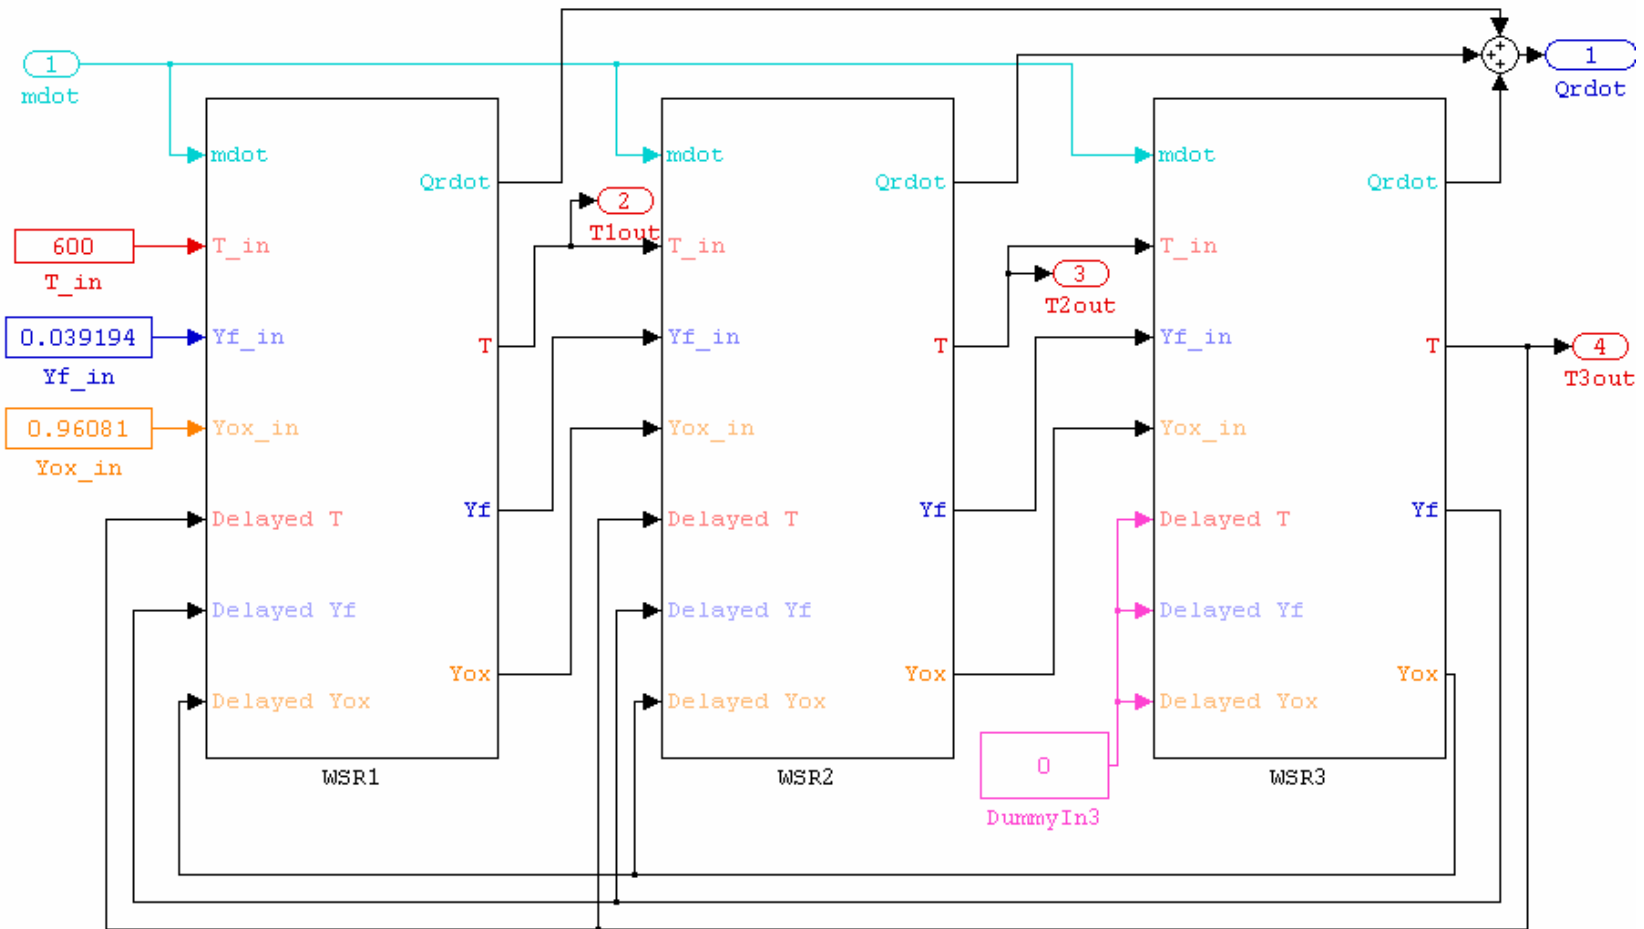 1
mdot
1
Qrdot
mdot
Qrdot
T_in
T
Yf_in
Yox_in
Yf
Delayed T
Delayed Yf
Yox
Delayed Yox
WSR1
600
T_in
0.039194
Yf_in
0.96081
Yox_in
2
T1out
mdot
Qrdot
T_in
T
Yf_in
Yox_in
Yf
Delayed T
Delayed Yf
Yox
Delayed Yox
WSR2
3
T2out
0
DummyIn3
mdot
Qrdot
T_in
T
Yf_in
Yox_in
Yf
Delayed T
Delayed Yf
Yox
Delayed Yox
WSR3
4
T3out